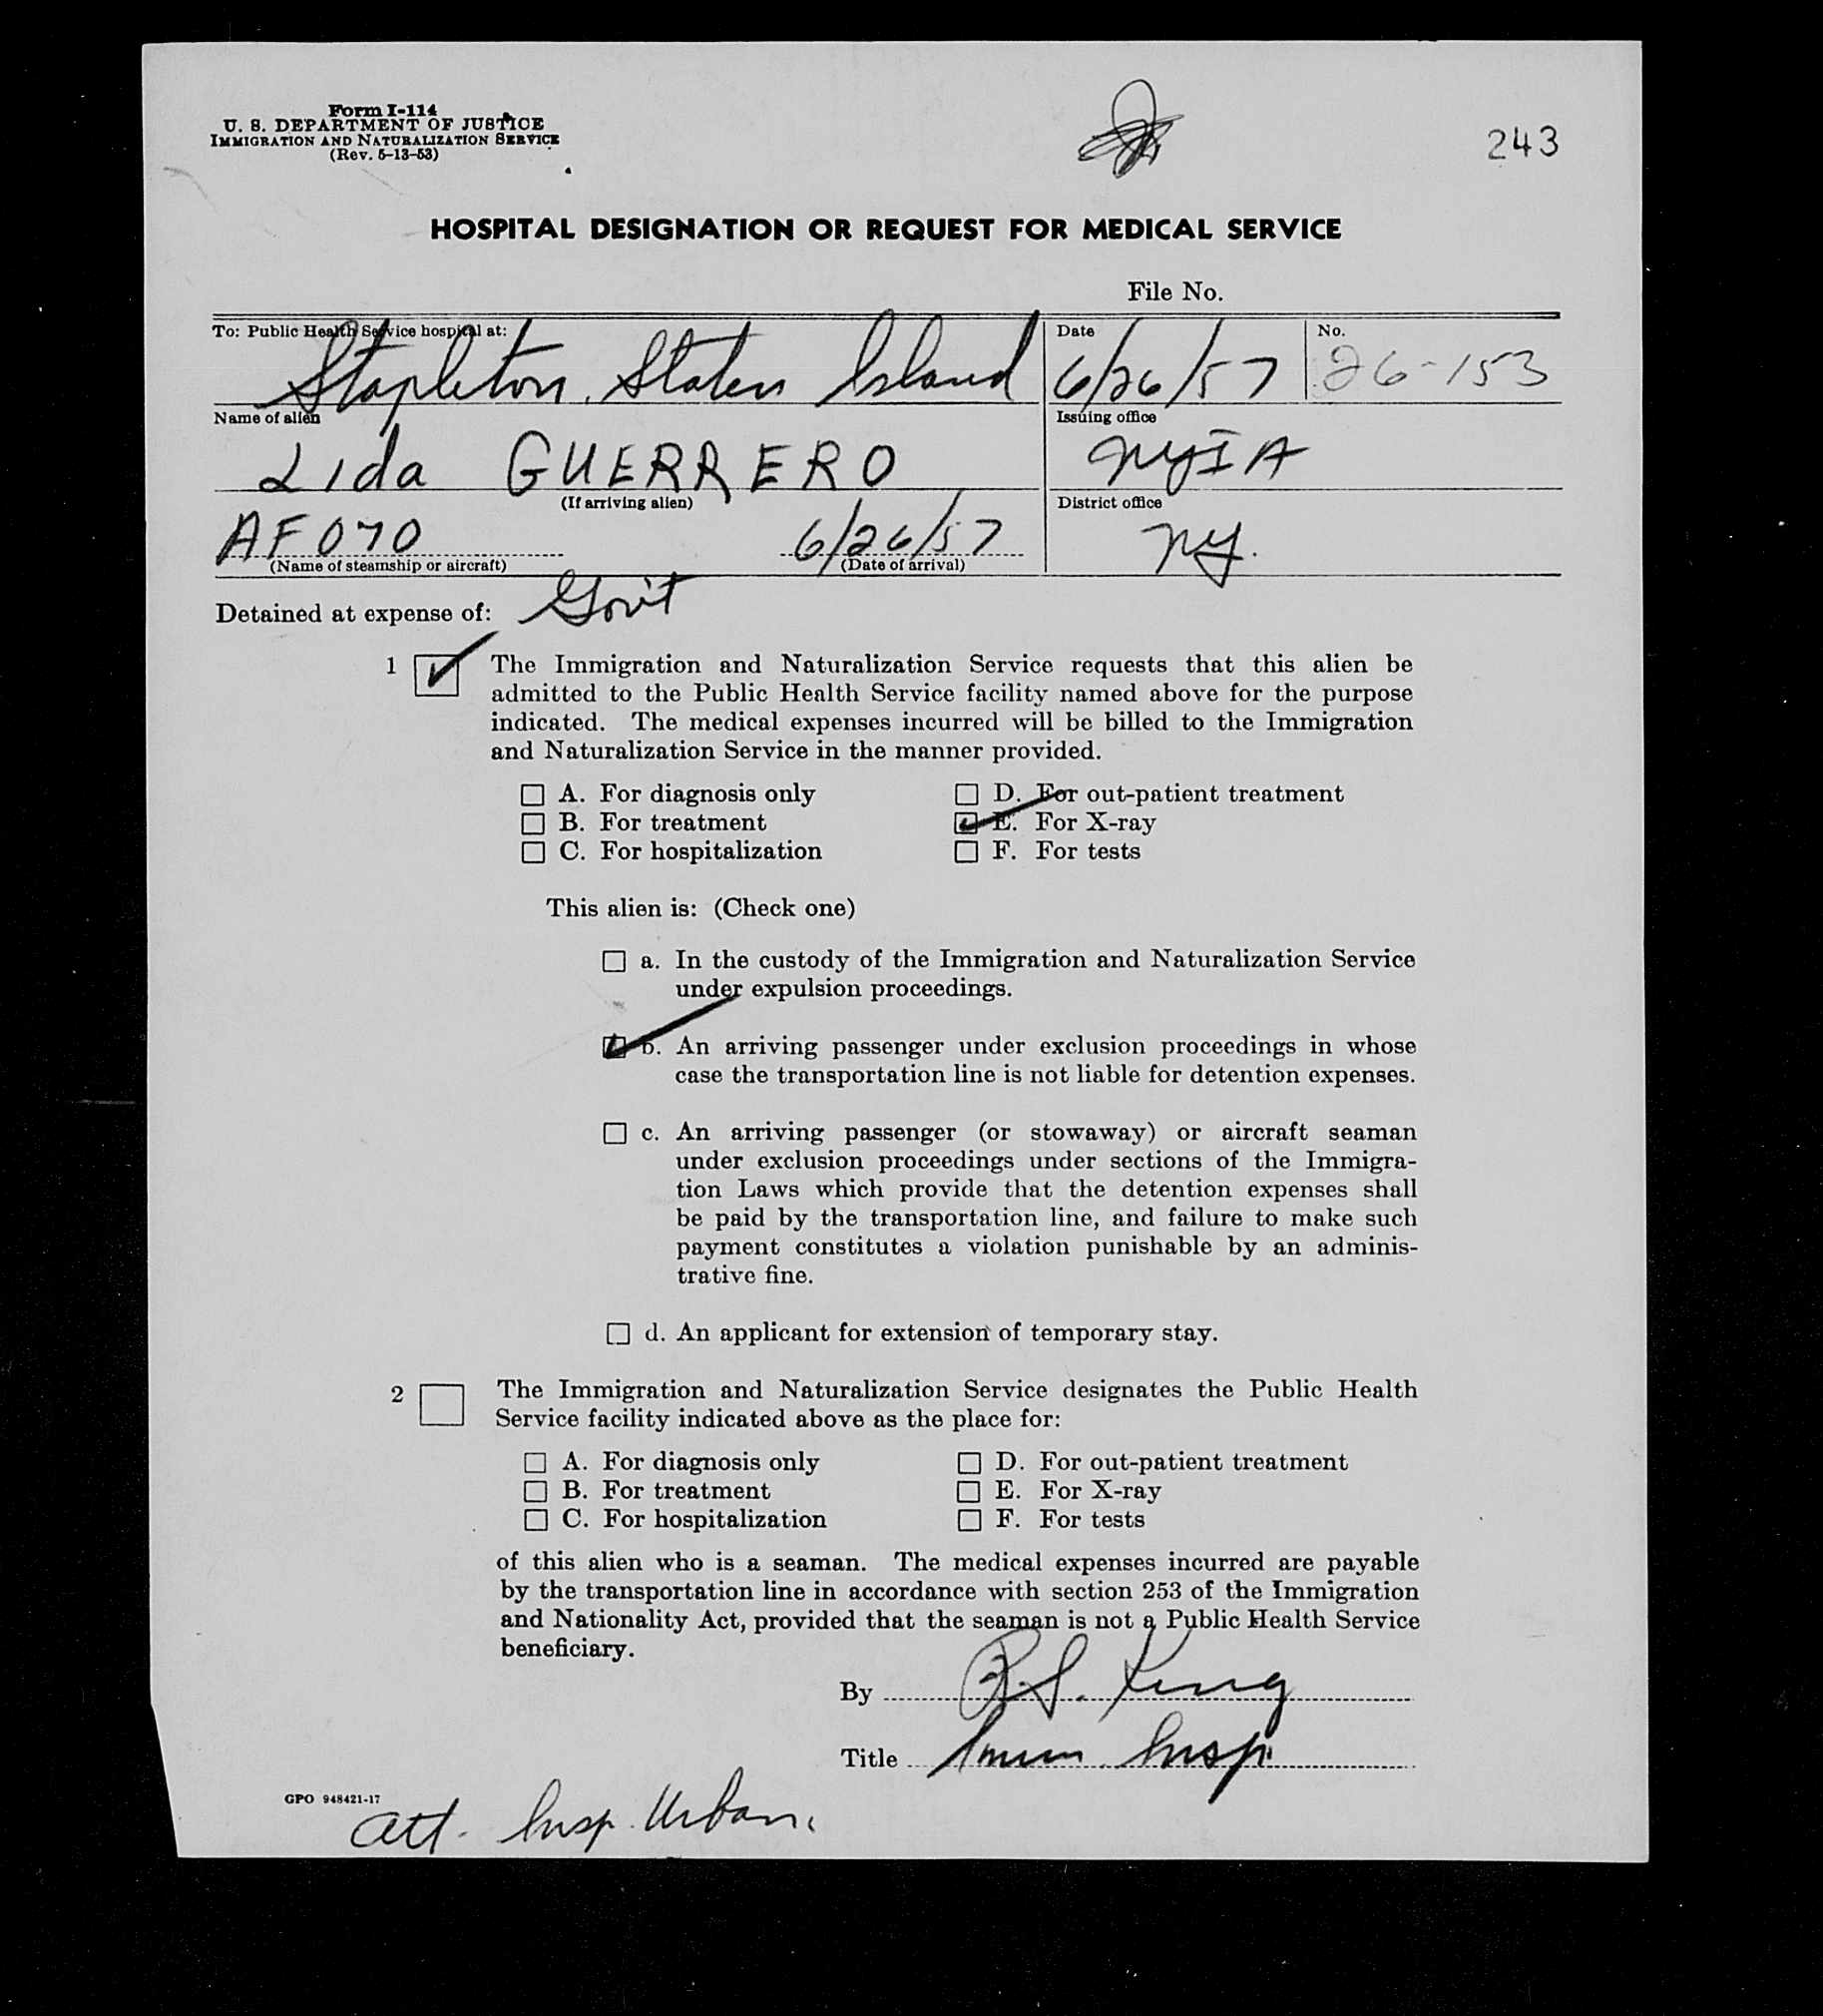 Form I-114
U. S. DEPARTMENT OF JUSTICE
IMMIGRATION AND NATURALIZATION SERVICE
(Rev. 5-13-53)
243
HOSPITAL DESIGNATION OR REQUEST FOR MEDICAL SERVICE
File No.
To: Public Health Service hospital at:
Stapleton, Staten Island
Date
6/26/57
No.
26-153
Name of alien
Lida GUERRERO
Issuing office
NYIA
(If arriving alien)
AF 070
6/26/57
(Name of steamship or aircraft)
(Date of arrival)
District office
NY.
Detained at expense of: Gov't
1 The Immigration and Naturalization Service requests that this alien be
admitted to the Public Health Service facility named above for the purpose
indicated. The medical expenses incurred will be billed to the Immigration
and Naturalization Service in the manner provided.
A. For diagnosis only
D. For out-patient treatment
B. For treatment
E. For X-ray
C. For hospitalization
F. For tests
This alien is: (Check one)
a. In the custody of the Immigration and Naturalization Service
under expulsion proceedings.
b. An arriving passenger under exclusion proceedings in whose
case the transportation line is not liable for detention expenses.
c. An arriving passenger (or stowaway) or aircraft seaman
under exclusion proceedings under sections of the Immigra-
tion Laws which provide that the detention expenses shall
be paid by the transportation line, and failure to make such
payment constitutes a violation punishable by an adminis-
trative fine.
d. An applicant for extension of temporary stay.
2 The Immigration and Naturalization Service designates the Public Health
Service facility indicated above as the place for:
A. For diagnosis only
D. For out-patient treatment
B. For treatment
E. For X-ray
C. For hospitalization
F. For tests
of this alien who is a seaman. The medical expenses incurred are payable
by the transportation line in accordance with section 253 of the Immigration
and Nationality Act, provided that the seaman is not a Public Health Service
beneficiary.
By R.S. King
Title Imm. Insp.
GPO 948421-17
Att. Insp. Urban.